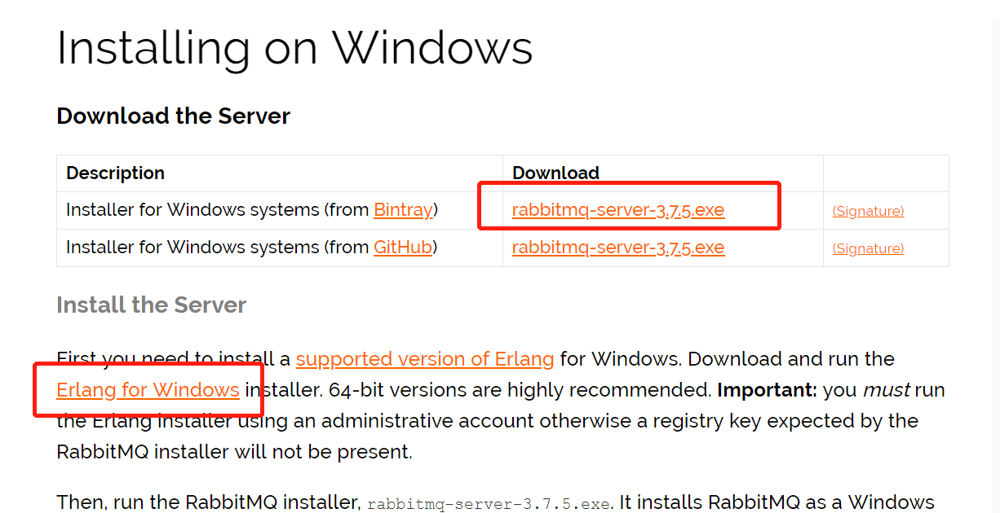 Installing on Windows
Download the Server
Description Download
Installer for Windows systems (from Bintray) rabbitmq-server-3.7.5.exe (Signature)
Installer for Windows systems (from GitHub) rabbitmq-server-3.7.5.exe (Signature)
Install the Server
First you need to install a supported version of Erlang for Windows. Download and run the
Erlang for Windows installer. 64-bit versions are highly recommended. Important: you must run
the Erlang installer using an administrative account otherwise a registry key expected by the
RabbitMQ installer will not be present.
Then, run the RabbitMQ installer, rabbitmq-server-3.7.5.exe. It installs RabbitMQ as a Windows